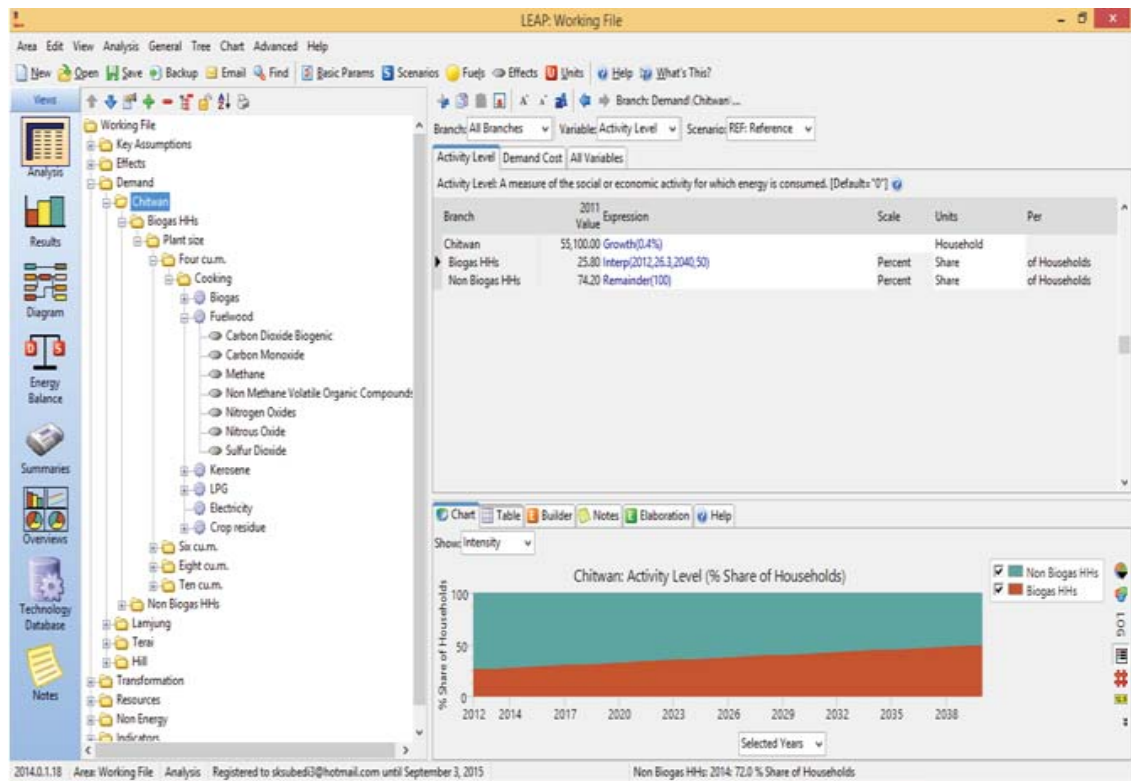 LEAP: Working File
Area Edit View Analysis General Tree Chart Advanced Help
New Open Save Backup Email Find Basic Params Scenarios Fuels Effects Units Help What's This?
Views
Analysis
Results
Diagram
Energy
Balance
Summaries
Overviews
Technology
Database
Notes
Working File
Key Assumptions
Effects
Demand
Chitwan
Biogas HHs
Plant size
Four cu.m.
Cooking
Biogas
Fuelwood
Carbon Dioxide Biogenic
Carbon Monoxide
Methane
Non Methane Volatile Organic Compounds
Nitrogen Oxides
Nitrous Oxide
Sulfur Dioxide
Kerosene
LPG
Electricity
Crop residue
Six cu.m.
Eight cu.m.
Ten cu.m.
Non Biogas HHs
Lamjung
Terai
Hill
Transformation
Resources
Non Energy
Indicators
Branch: Demand\Chitwan\...
Branch: All Branches Variable: Activity Level Scenario: REF: Reference
Activity Level Demand Cost All Variables
Activity Level: A measure of the social or economic activity for which energy is consumed. [Default="0"]
Branch 2011 Value Expression Scale Units Per
Chitwan 55,100.00 Growth(0.4%) Household
Biogas HHs 25.80 Interp(2012,26.3,2040,50) Percent Share of Households
Non Biogas HHs 74.20 Remainder(100) Percent Share of Households
Chart Table Builder Notes Elaboration Help
Show: Intensity
Chitwan: Activity Level (% Share of Households)
Non Biogas HHs
Biogas HHs
% Share of Households
100
50
0
2012 2014 2017 2020 2023 2026 2029 2032 2035 2038
Selected Years
LOG
2014.0.1.18 Area: Working File Analysis Registered to sksubedi3@hotmail.com until September 3, 2015 Non Biogas HHs: 2014: 72.0 % Share of Households